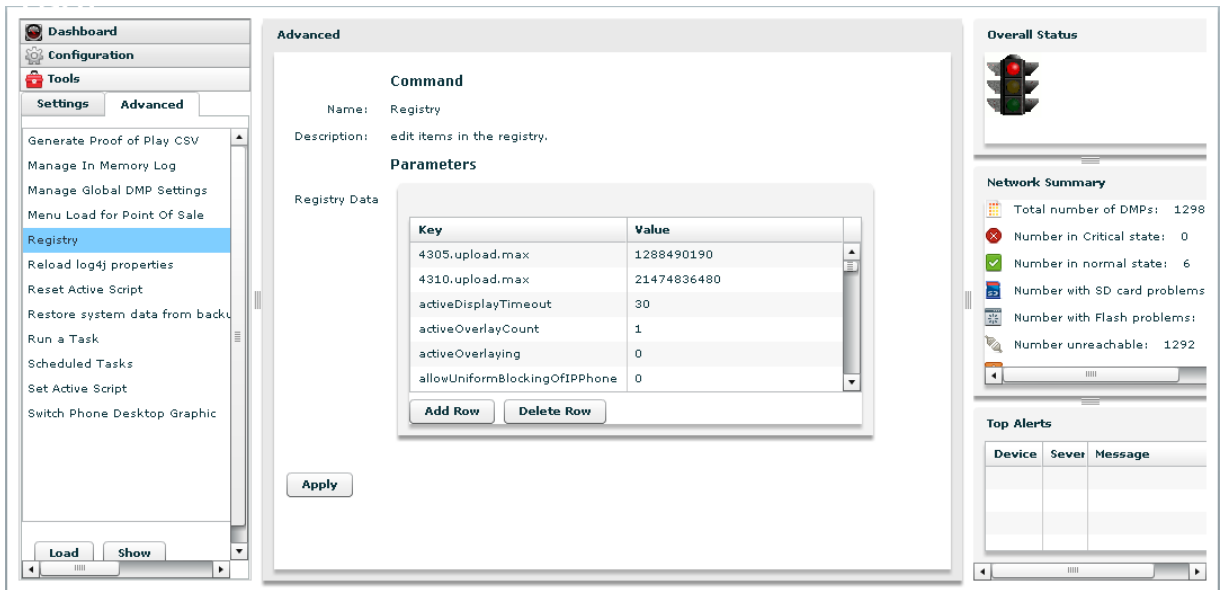 Dashboard
Configuration
Tools
Settings Advanced
Generate Proof of Play CSV
Manage In Memory Log
Manage Global DMP Settings
Menu Load for Point Of Sale
Registry
Reload log4j properties
Reset Active Script
Restore system data from backu
Run a Task
Scheduled Tasks
Set Active Script
Switch Phone Desktop Graphic
Load Show
Advanced
Command
Name: Registry
Description: edit items in the registry.
Parameters
Registry Data
Key Value
4305.upload.max 1288490190
4310.upload.max 21474836480
activeDisplayTimeout 30
activeOverlayCount 1
activeOverlaying 0
allowUniformBlockingOfIPPhone 0
Add Row Delete Row
Apply
Overall Status
Network Summary
Total number of DMPs: 1298
Number in Critical state: 0
Number in normal state: 6
Number with SD card problems
Number with Flash problems:
Number unreachable: 1292
Top Alerts
Device Sever Message